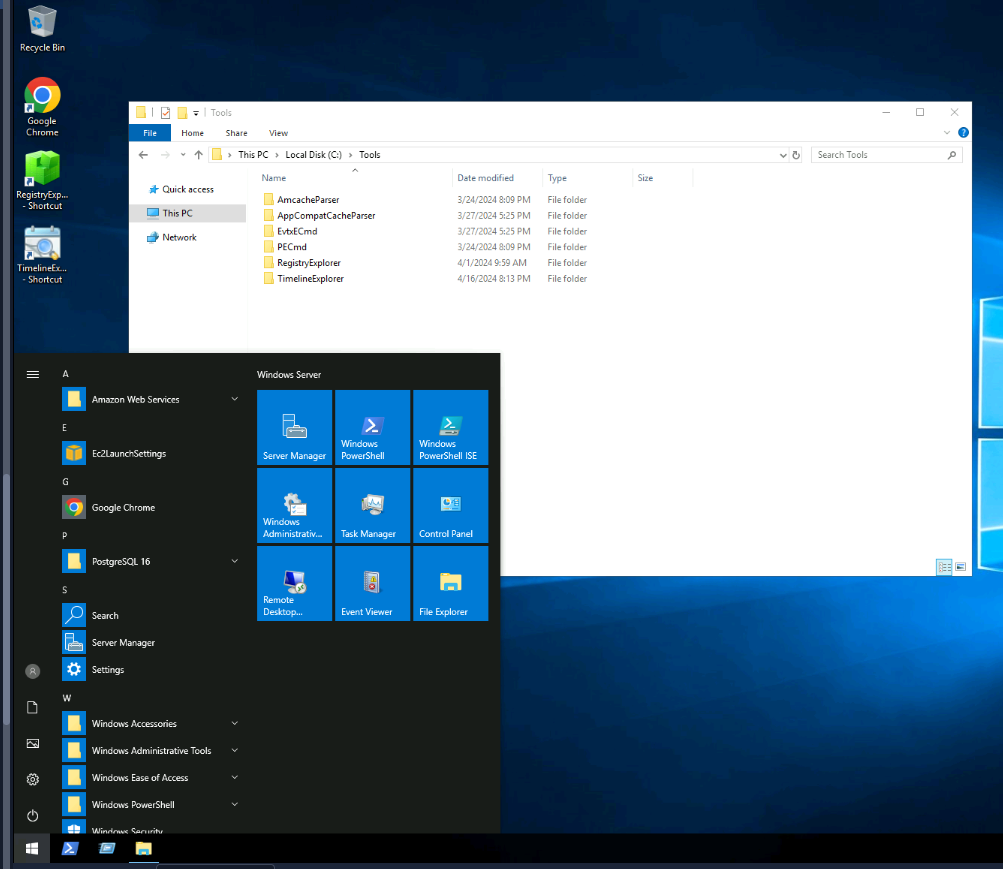 Recycle Bin
Google
Chrome
RegistryExp...
- Shortcut
TimelineEx...
- Shortcut
Tools
File Home Share View
This PC Local Disk (C:) Tools
Search Tools
Quick access
This PC
Network
Name Date modified Type Size
AmcacheParser 3/24/2024 8:09 PM File folder
AppCompatCacheParser 3/27/2024 5:25 PM File folder
EvtxECmd 3/27/2024 5:25 PM File folder
PECmd 3/24/2024 8:09 PM File folder
RegistryExplorer 4/1/2024 9:59 AM File folder
TimelineExplorer 4/16/2024 8:13 PM File folder
A
Amazon Web Services
E
Ec2LaunchSettings
G
Google Chrome
P
PostgreSQL 16
S
Search
Server Manager
Settings
W
Windows Accessories
Windows Administrative Tools
Windows Ease of Access
Windows PowerShell
Windows Security
Windows Server
Server Manager
Windows
PowerShell
Windows
PowerShell ISE
Windows
Administrativ...
Task Manager
Control Panel
Remote
Desktop...
Event Viewer
File Explorer